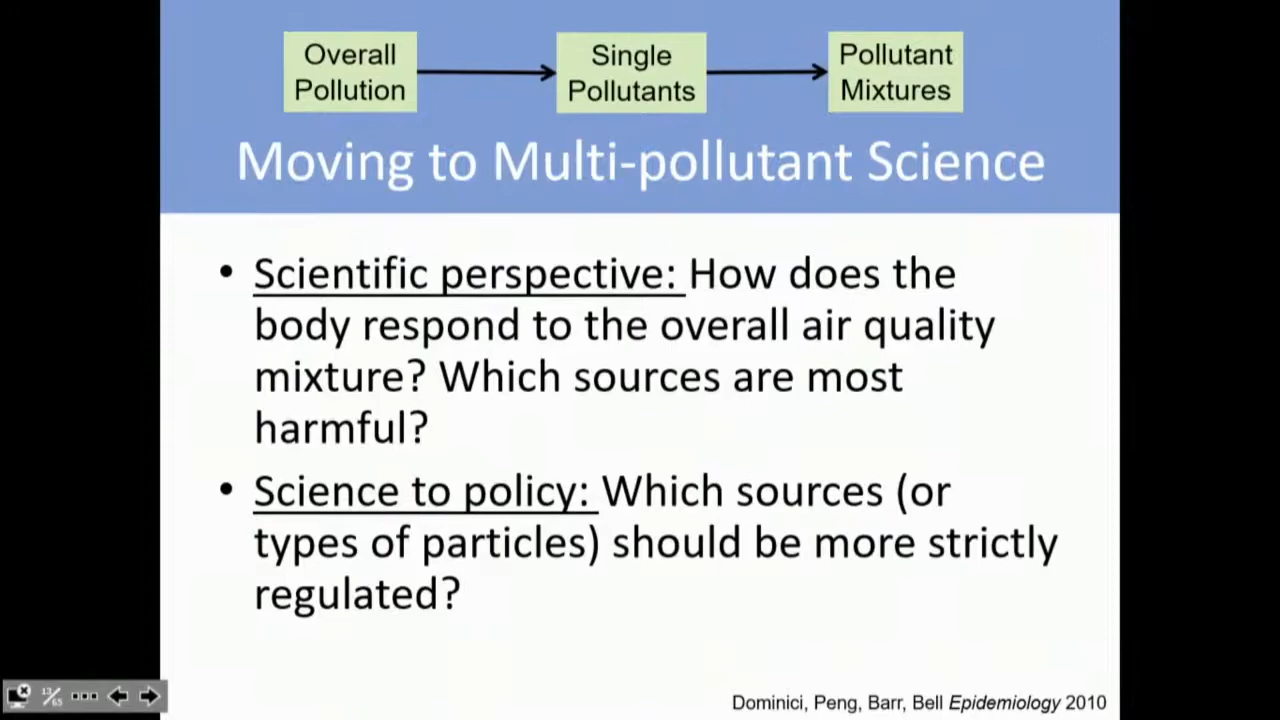 Overall
Pollution
Single
Pollutants
Pollutant
Mixtures
Moving to Multi-pollutant Science
• Scientific perspective: How does the
body respond to the overall air quality
mixture? Which sources are most
harmful?
• Science to policy: Which sources (or
types of particles) should be more strictly
regulated?
13/65
Dominici, Peng, Barr, Bell Epidemiology 2010